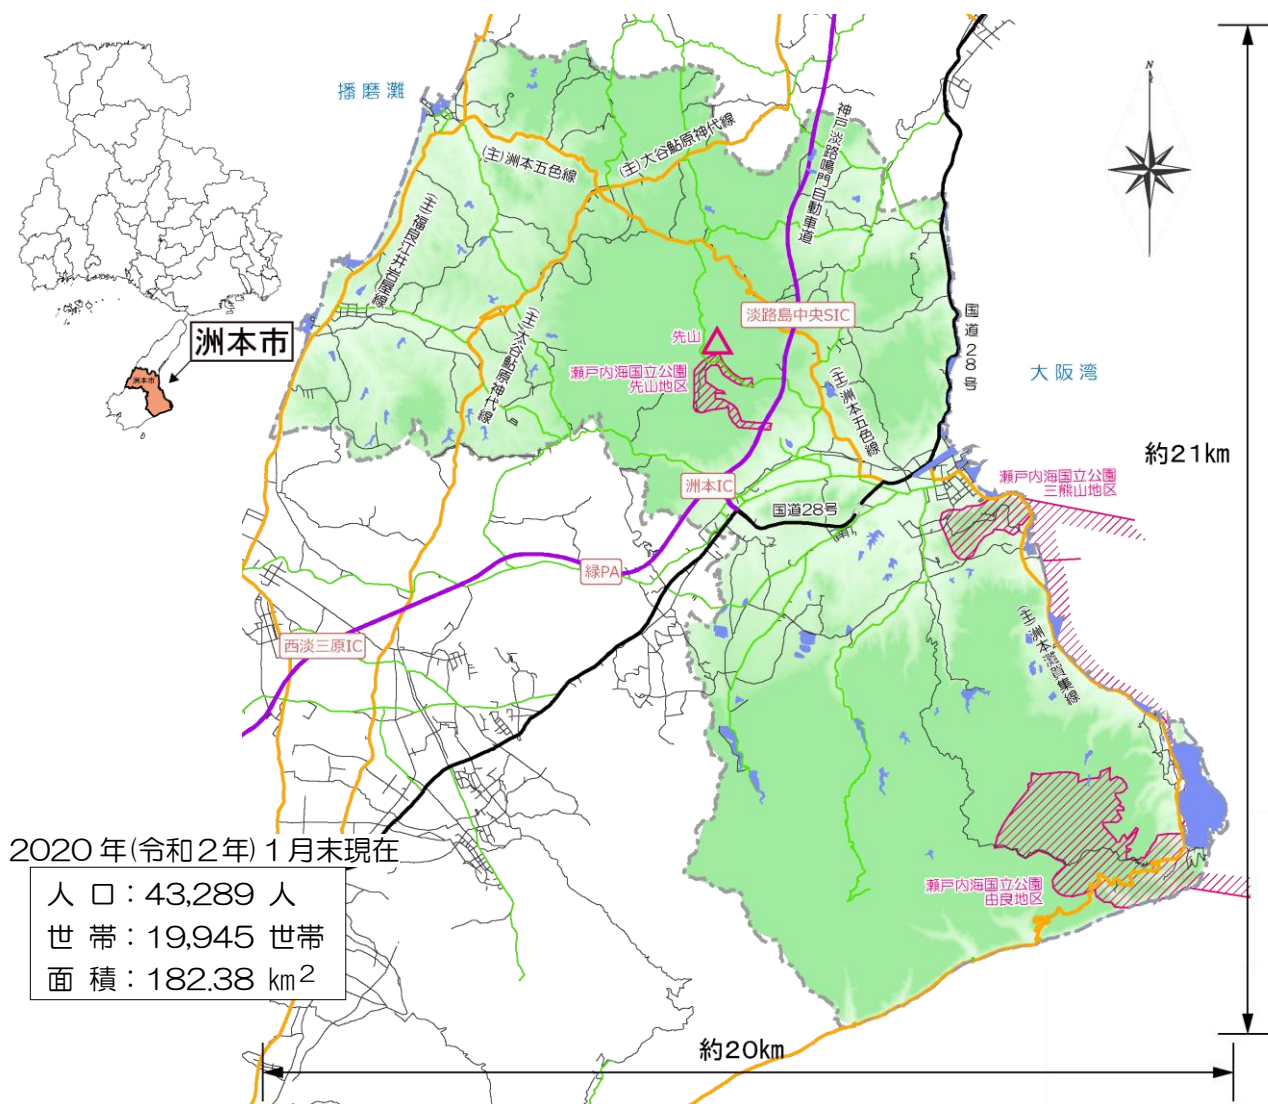 播磨灘
(主)洲本五色線
(主)大谷鮎原神代線
神戸淡路鳴門自動車道
(主)福良江井岩屋線
N
洲本市
洲本市
淡路島中央SIC
先山
瀬戸内海国立公園
先山地区
(主)大谷鮎原神代線
(主)洲本五色線
国道28号
大阪湾
約21km
洲本IC
国道28号
瀬戸内海国立公園
三熊山地区
緑PA
西淡三原IC
(主)洲本灘賀集線
瀬戸内海国立公園
由良地区
2020年(令和2年)1月末現在
人口:43,289 人
世帯:19,945 世帯
面積:182.38 km2
約20km